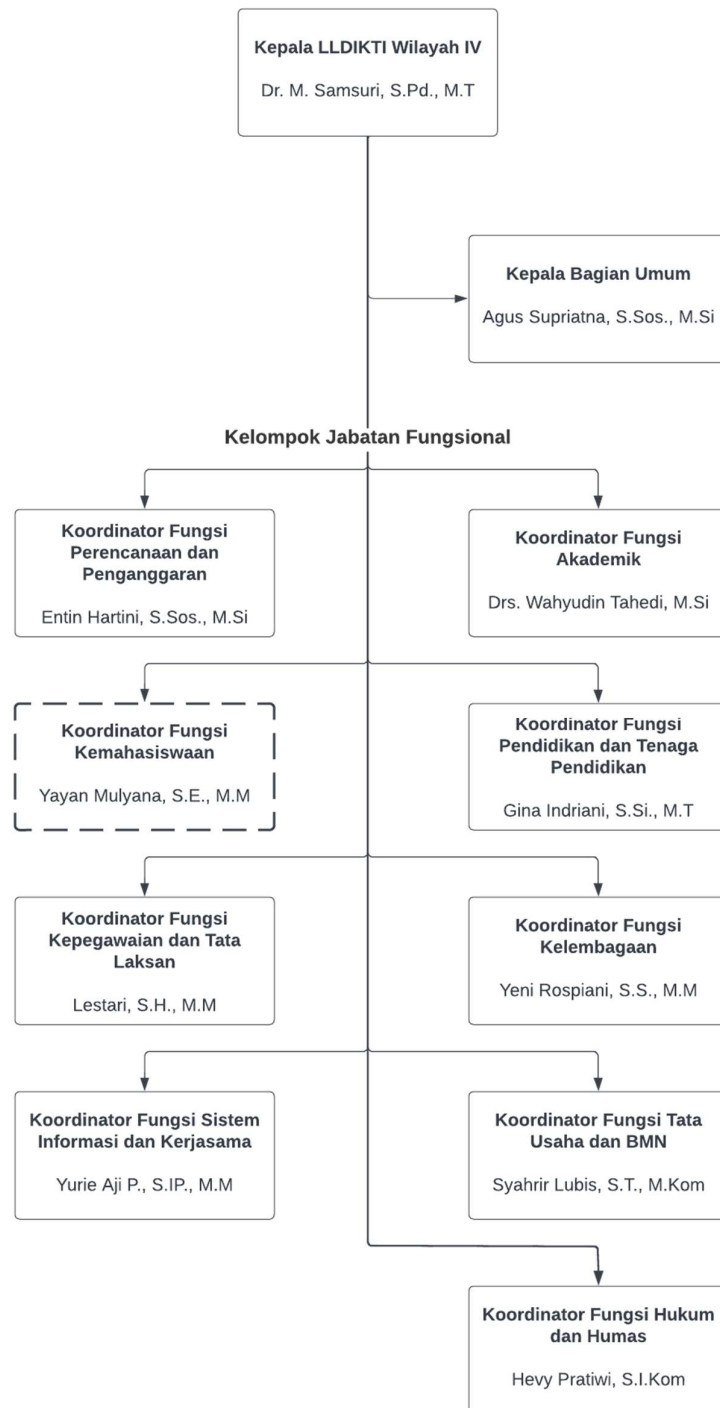 Kepala LLDIKTI Wilayah IV
Dr. M. Samsuri, S.Pd., M.T
Kepala Bagian Umum
Agus Supriatna, S.Sos., M.Si
Kelompok Jabatan Fungsional
Koordinator Fungsi
Perencanaan dan
Penganggaran
Entin Hartini, S.Sos., M.Si
Koordinator Fungsi
Akademik
Drs. Wahyudin Tahedi, M.Si
Koordinator Fungsi
Kemahasiswaan
Yayan Mulyana, S.E., M.M
Koordinator Fungsi
Pendidikan dan Tenaga
Pendidikan
Gina Indriani, S.Si., M.T
Koordinator Fungsi
Kepegawaian dan Tata
Laksan
Lestari, S.H., M.M
Koordinator Fungsi
Kelembagaan
Yeni Rospiani, S.S., M.M
Koordinator Fungsi Sistem
Informasi dan Kerjasama
Yurie Aji P., S.IP., M.M
Koordinator Fungsi Tata
Usaha dan BMN
Syahrir Lubis, S.T., M.Kom
Koordinator Fungsi Hukum
dan Humas
Hevy Pratiwi, S.I.Kom